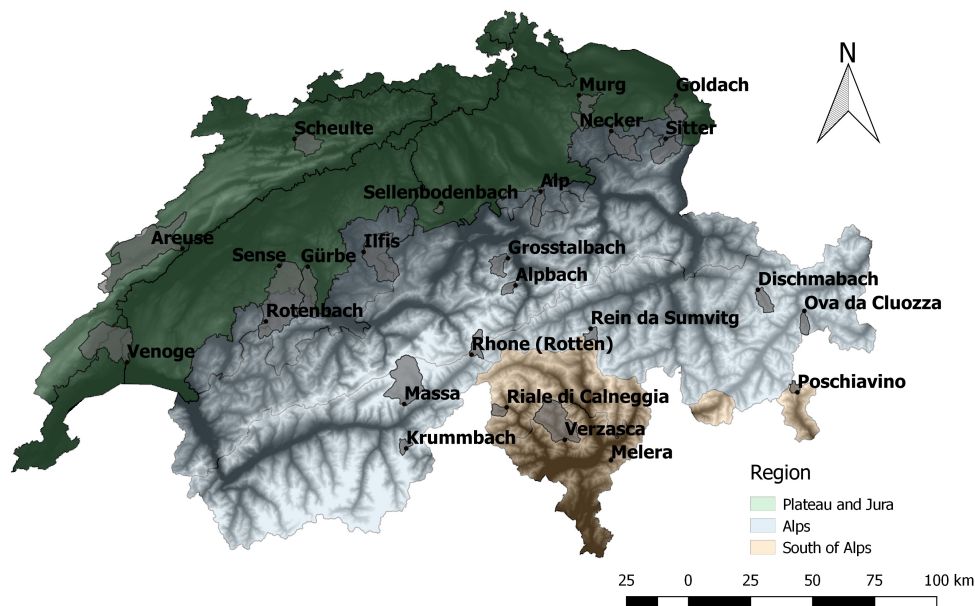 N
Murg
Goldach
Scheulte
Necker
Sitter
Sellenbodenbach
Alp
Areuse
Sense
Gürbe
Ilfis
Grosstalbach
Alpbach
Dischmabach
Ova da Cluozza
Rotenbach
Rein da Sumvitg
Rhone (Rotten)
Venoge
Poschiavino
Massa
Riale di Calneggia
Krummbach
Verzasca
Melera
Region
Plateau and Jura
Alps
South of Alps
25 0 25 50 75 100 km